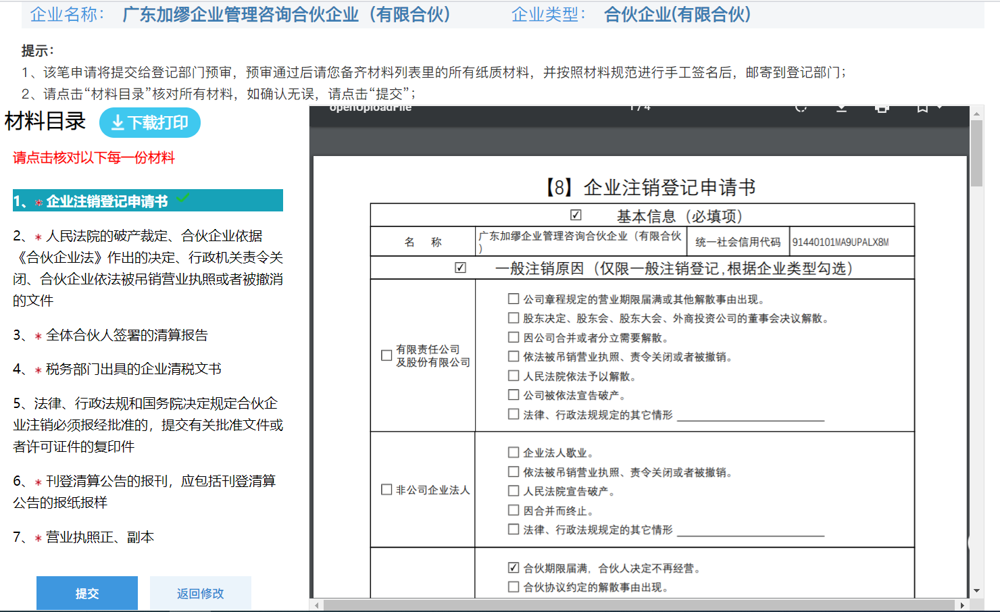 企业名称： 广东加缪企业管理咨询合伙企业（有限合伙） 企业类型： 合伙企业(有限合伙)
提示：
1、该笔申请将提交给登记部门预审，预审通过后请您备齐材料列表里的所有纸质材料，并按照材料规范进行手工签名后，邮寄到登记部门；
2、请点击“材料目录”核对所有材料，如确认无误，请点击“提交”；
材料目录 下载打印
请点击核对以下每一份材料
1、* 企业注销登记申请书
2、* 人民法院的破产裁定、合伙企业依据
《合伙企业法》作出的决定、行政机关责令关
闭、合伙企业依法被吊销营业执照或者被撤消
的文件
3、* 全体合伙人签署的清算报告
4、* 税务部门出具的企业清税文书
5、法律、行政法规和国务院决定规定合伙企
业注销必须报经批准的，提交有关批准文件或
者许可证件的复印件
6、* 刊登清算公告的报刊，应包括刊登清算
公告的报纸报样
7、* 营业执照正、副本
提交 返回修改
openUploadFile 1 / 4
【8】企业注销登记申请书
☑ 基本信息（必填项）
名 称 广东加缪企业管理咨询合伙企业（有限合伙
） 统一社会信用代码 91440101MA9UPALX8M
☑ 一般注销原因（仅限一般注销登记,根据企业类型勾选）
□ 有限责任公司
及股份有限公司
□ 公司章程规定的营业期限届满或其他解散事由出现。
□ 股东决定、股东会、股东大会、外商投资公司的董事会决议解散。
□ 因公司合并或者分立需要解散。
□ 依法被吊销营业执照、责令关闭或者被撤销。
□ 人民法院依法予以解散。
□ 公司被依法宣告破产。
□ 法律、行政法规规定的其它情形
□ 非公司企业法人
□ 企业法人歇业。
□ 依法被吊销营业执照、责令关闭或者被撤销。
□ 人民法院宣告破产。
□ 因合并而终止。
□ 法律、行政法规规定的其它情形
☑ 合伙期限届满，合伙人决定不再经营。
□ 合伙协议约定的解散事由出现。